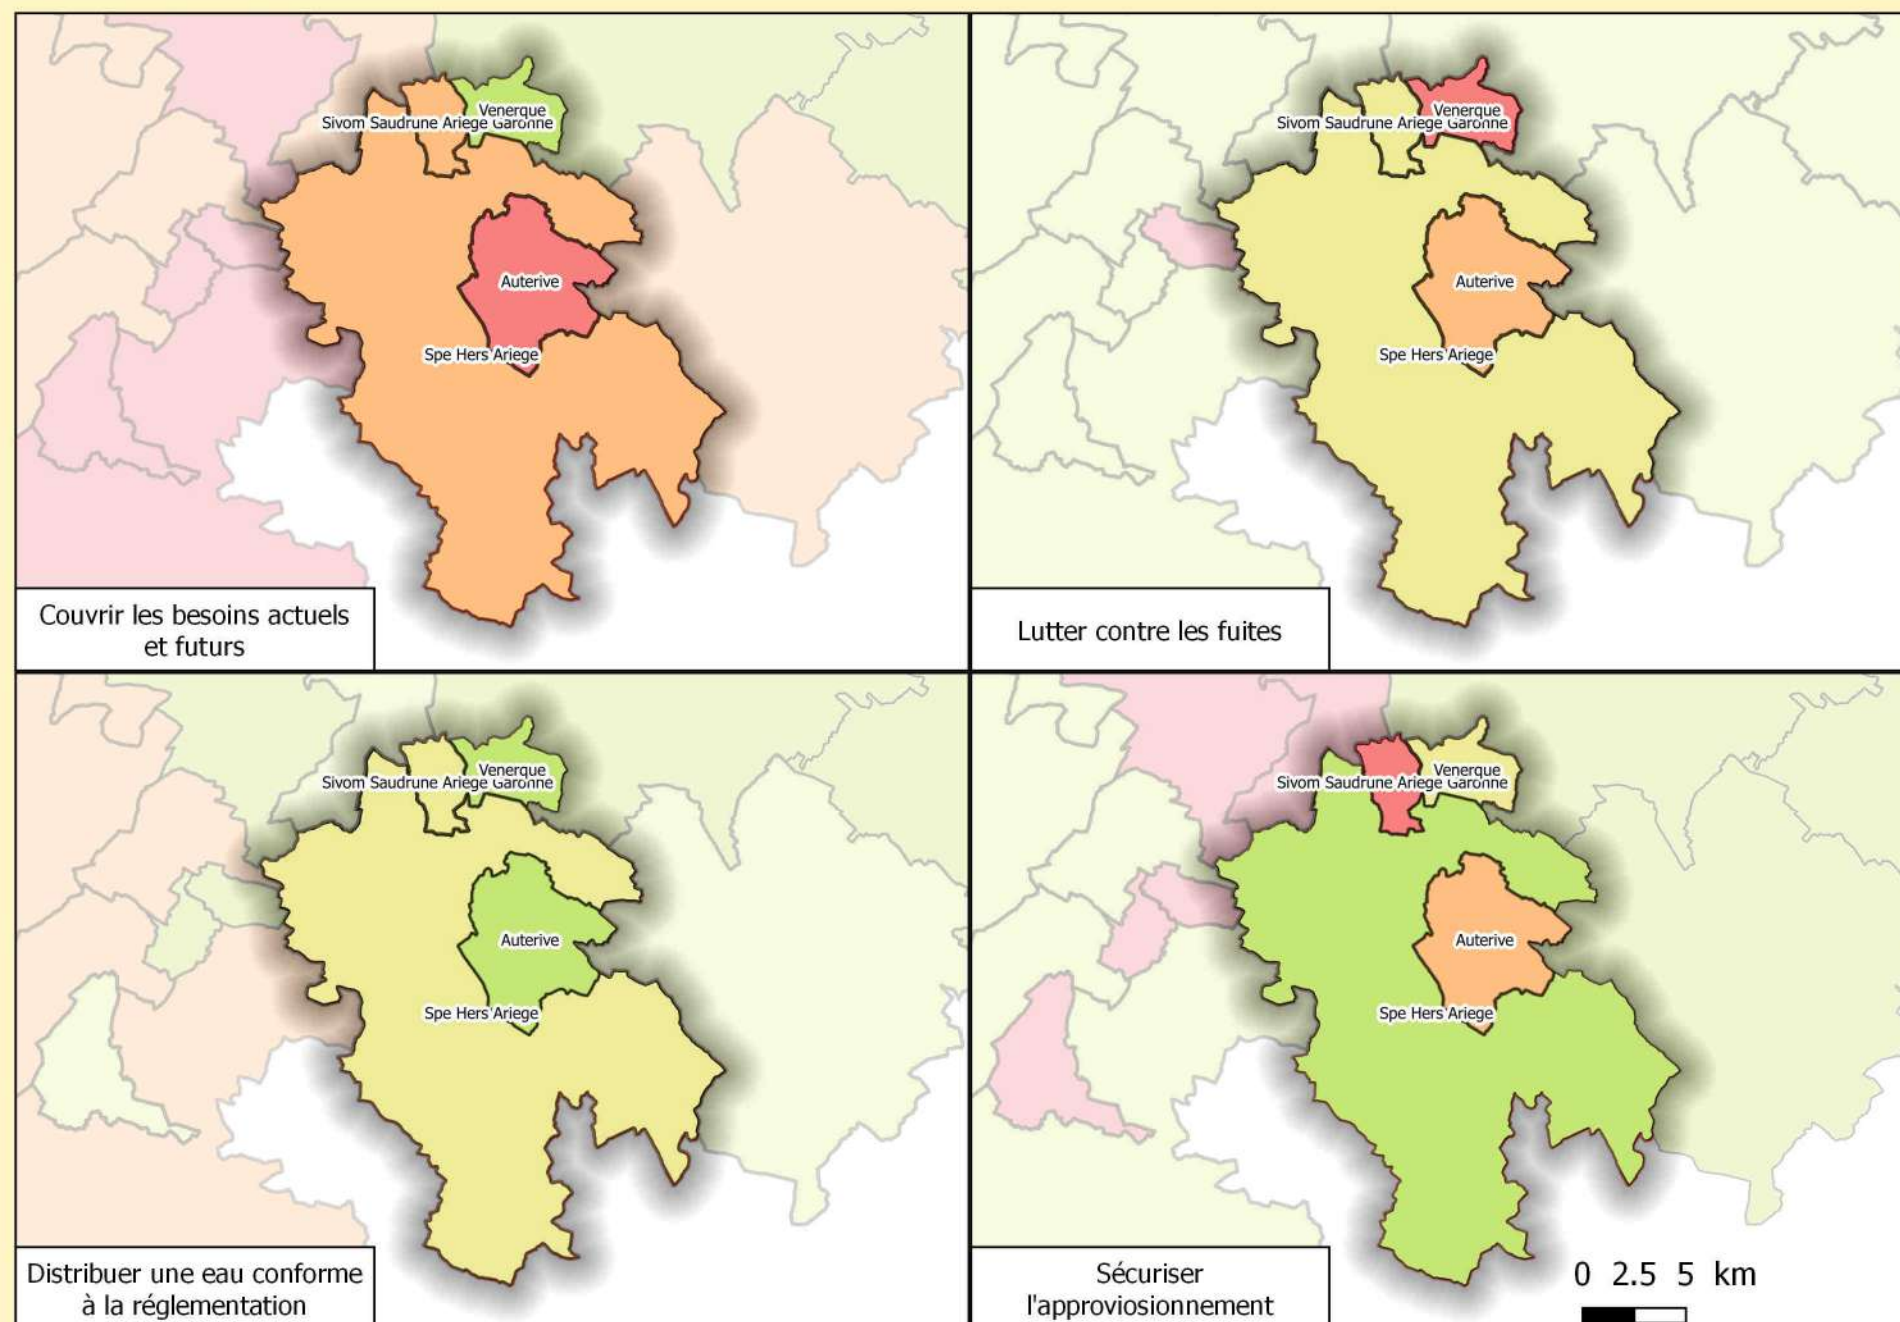 Venerque
Sivom Saudrune Ariege Garonne
Auterive
Spe Hers Ariege
Couvrir les besoins actuels
et futurs
Venerque
Sivom Saudrune Ariege Garonne
Auterive
Spe Hers Ariege
Lutter contre les fuites
Venerque
Sivom Saudrune Ariege Garonne
Auterive
Spe Hers Ariege
Distribuer une eau conforme
à la réglementation
Venerque
Sivom Saudrune Ariege Garonne
Auterive
Spe Hers Ariege
Sécuriser
l'approviosionnement
0 2.5 5 km